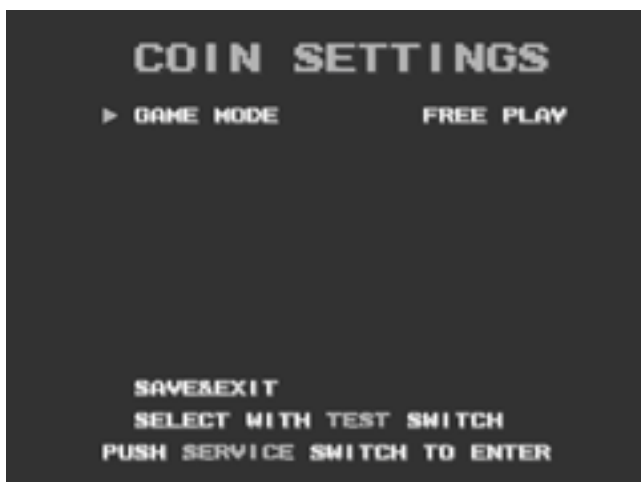 COIN SETTINGS
▶ GAME MODE FREE PLAY
SAVE&EXIT
SELECT WITH TEST SWITCH
PUSH SERVICE SWITCH TO ENTER